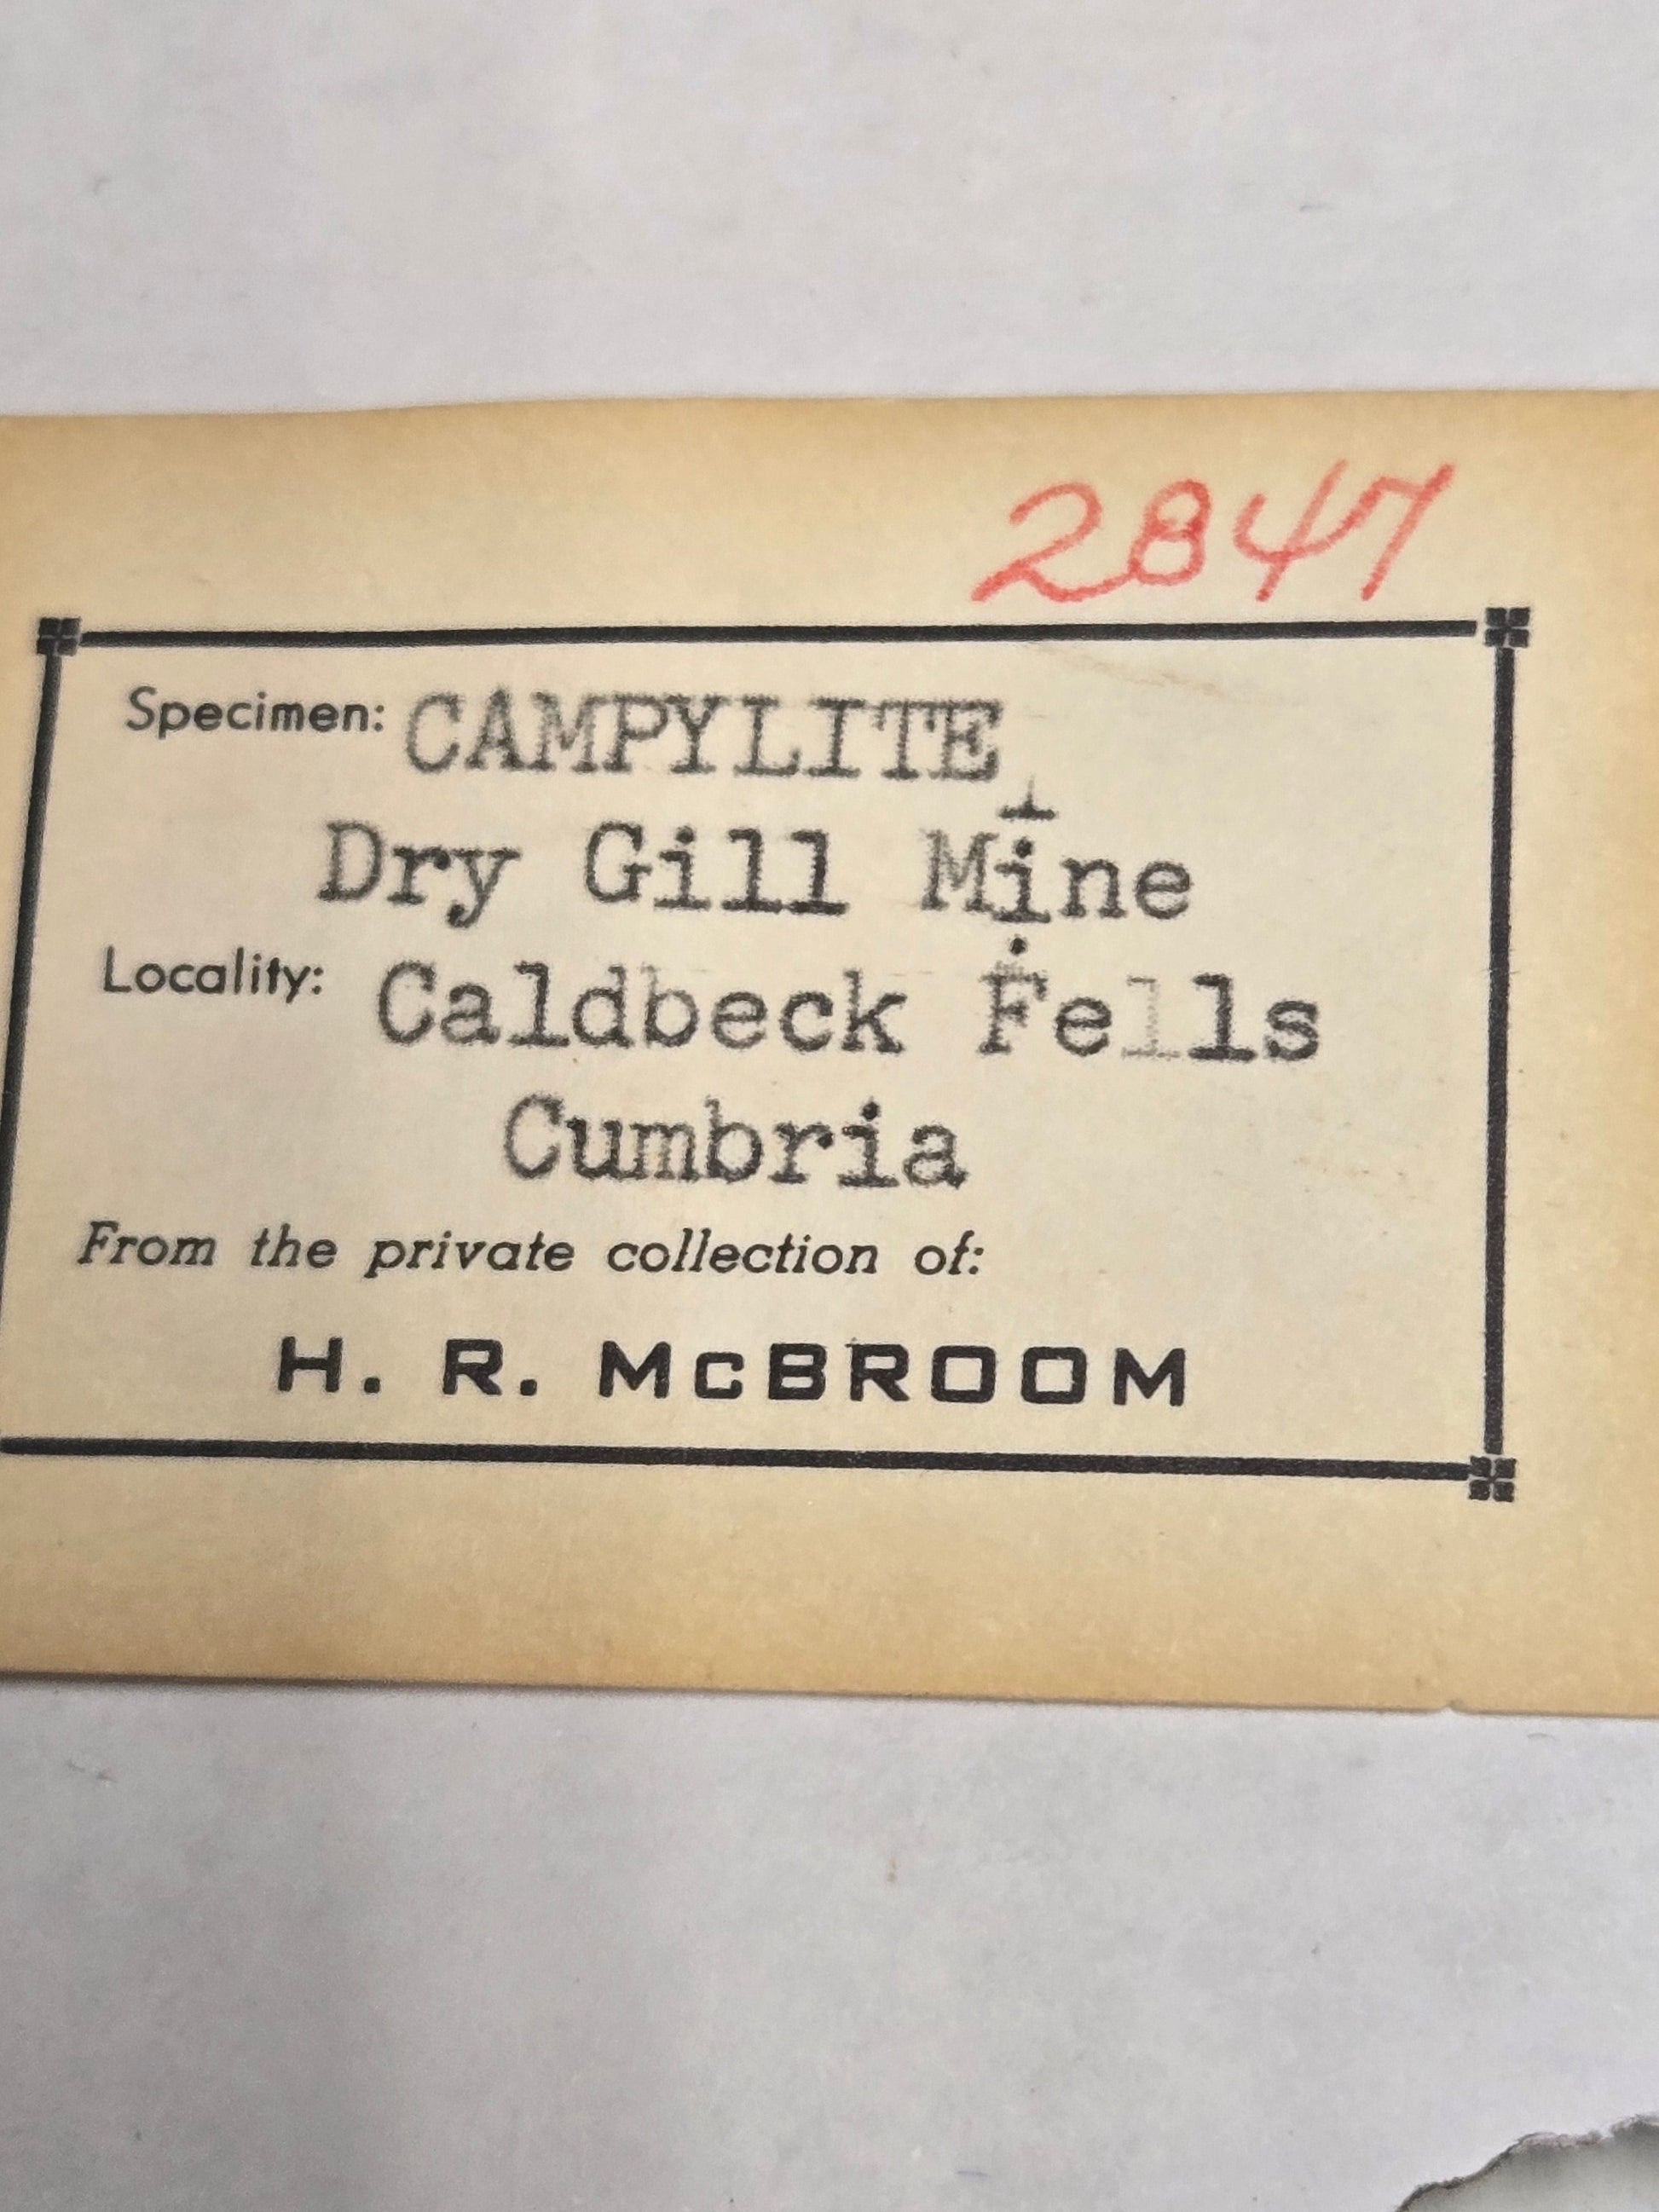 2847
Specimen: CAMPYLITE
Dry Gill Mine
Locality: Caldbeck Fells
Cumbria
From the private collection of:
H. R. McBROOM